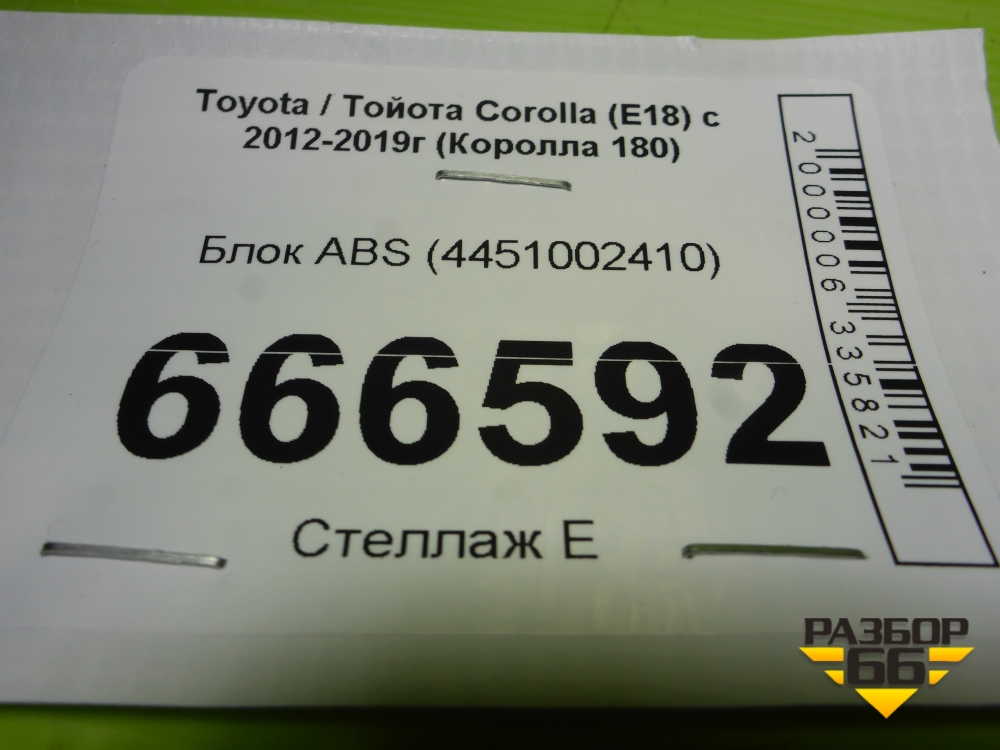 Toyota / Тойота Corolla (E18) с
2012-2019г (Королла 180)
Блок ABS (4451002410)
666592
Стеллаж E
2000006335821
РАЗБОР
66